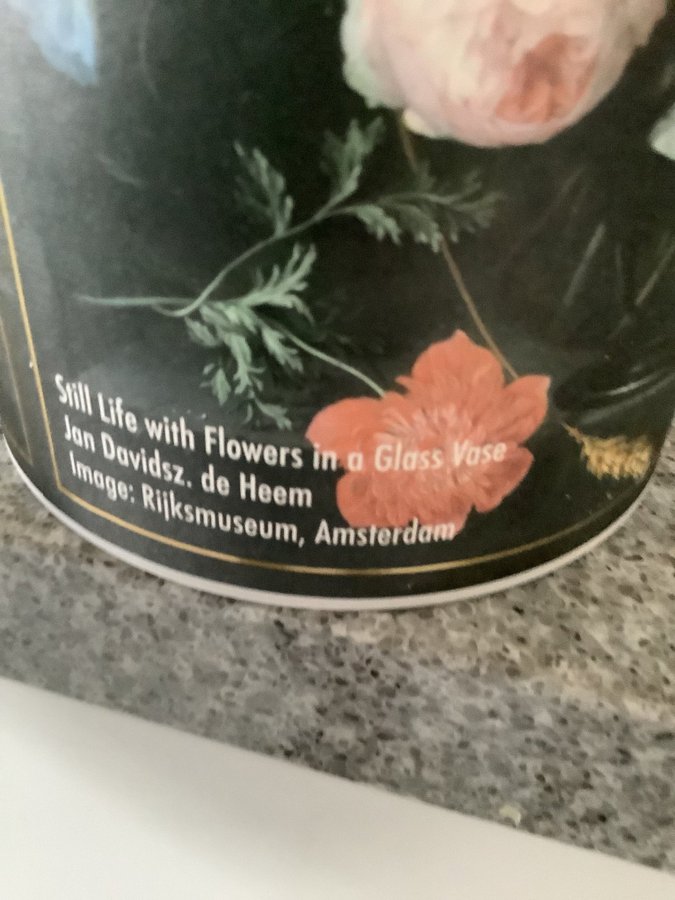 Still Life with Flowers in a Glass Vase
Jan Davidsz. de Heem
Image: Rijksmuseum, Amsterdam